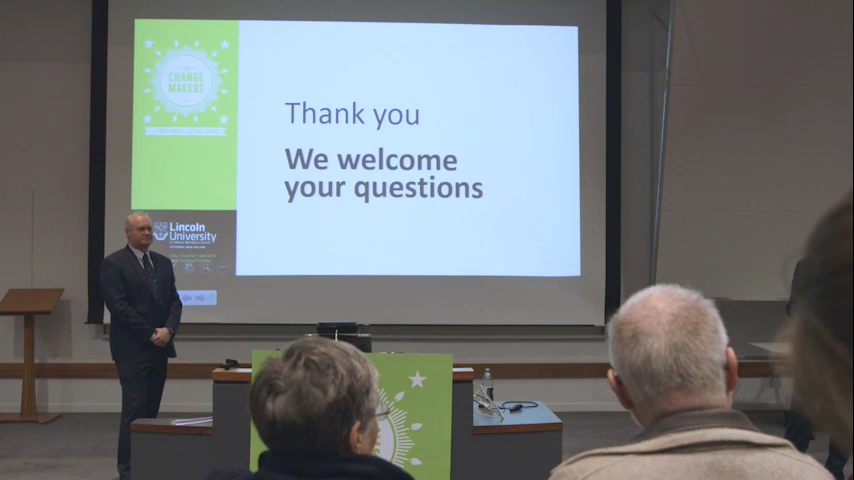 CHANGE
MAKERS
Thank you
We welcome
your questions
Lincoln
University